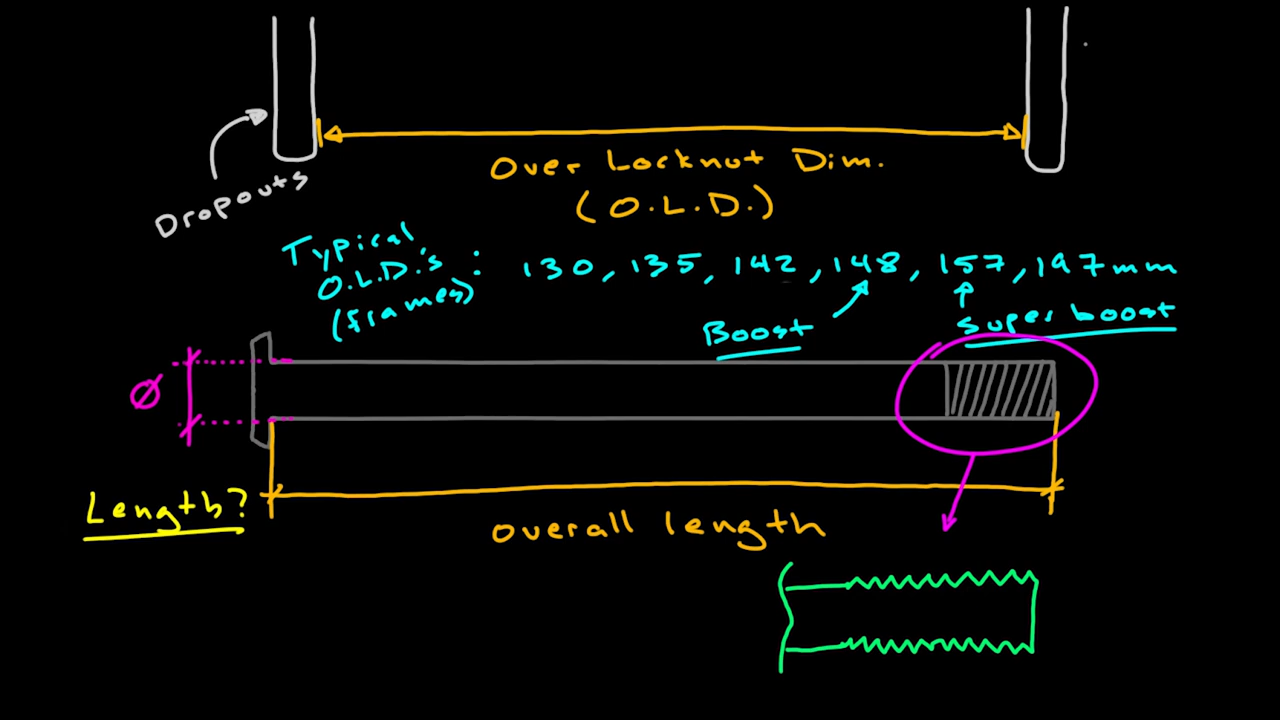 Dropouts
Over Locknut Dim.
(O.L.D.)
Typical
O.L.D.'s
(frames)
: 130, 135, 142, 148, 157, 197mm
Boost
Super boost
Ø
Length?
overall length